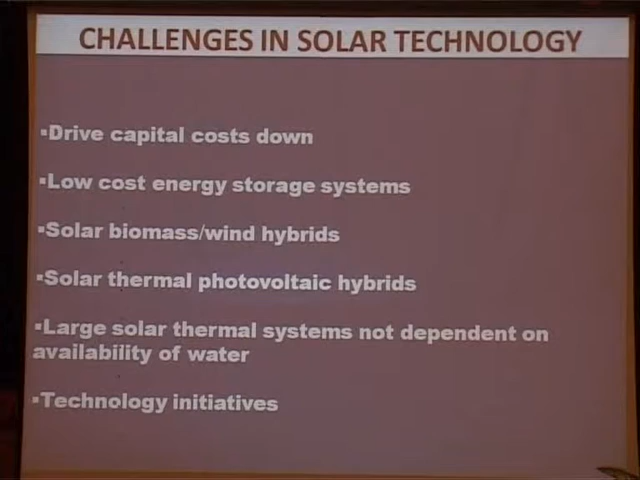 CHALLENGES IN SOLAR TECHNOLOGY
▪Drive capital costs down
▪Low cost energy storage systems
▪Solar biomass/wind hybrids
▪Solar thermal photovoltaic hybrids
▪Large solar thermal systems not dependent on
availability of water
▪Technology initiatives